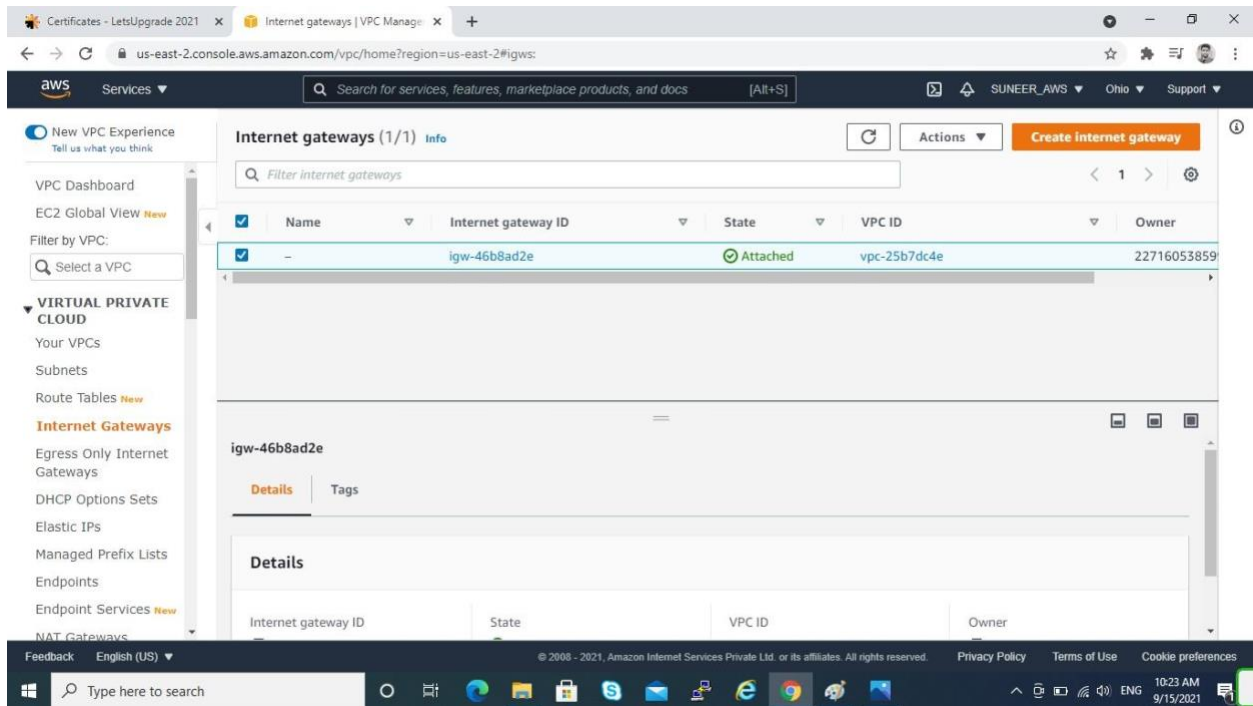 Certificates - LetsUpgrade 2021
Internet gateways | VPC Manage
us-east-2.console.aws.amazon.com/vpc/home?region=us-east-2#igws:
aws Services ▼ Search for services, features, marketplace products, and docs [Alt+S] SUNEER_AWS ▼ Ohio ▼ Support ▼
New VPC Experience
Tell us what you think
VPC Dashboard
EC2 Global View New
Filter by VPC:
Select a VPC
VIRTUAL PRIVATE
CLOUD
Your VPCs
Subnets
Route Tables New
Internet Gateways
Egress Only Internet
Gateways
DHCP Options Sets
Elastic IPs
Managed Prefix Lists
Endpoints
Endpoint Services New
NAT Gateways
Internet gateways (1/1) Info
Actions ▼ Create internet gateway
Filter internet gateways
< 1 >
Name Internet gateway ID State VPC ID Owner
– igw-46b8ad2e Attached vpc-25b7dc4e 22716053859
igw-46b8ad2e
Details Tags
Details
Internet gateway ID State VPC ID Owner
Feedback English (US) ▼ © 2008 - 2021, Amazon Internet Services Private Ltd. or its affiliates. All rights reserved. Privacy Policy Terms of Use Cookie preferences
Type here to search
ENG
10:23 AM
9/15/2021